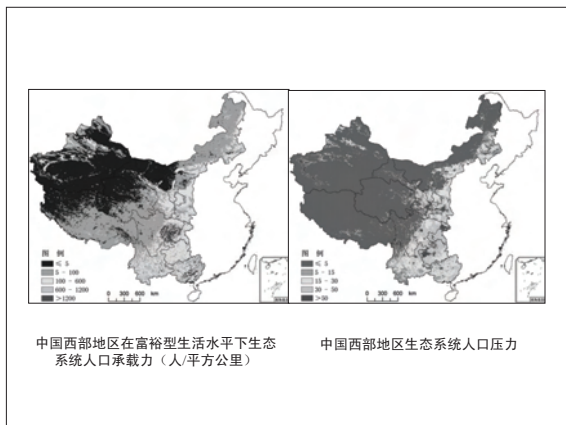 图 例
≤ 5
5 - 100
100 - 600
600 - 1200
>1200
0 300 600 km
图 例
≤ 5
5 - 15
15 - 30
30 - 50
>50
0 300 600 km
中国西部地区在富裕型生活水平下生态
系统人口承载力（人/平方公里）
中国西部地区生态系统人口压力